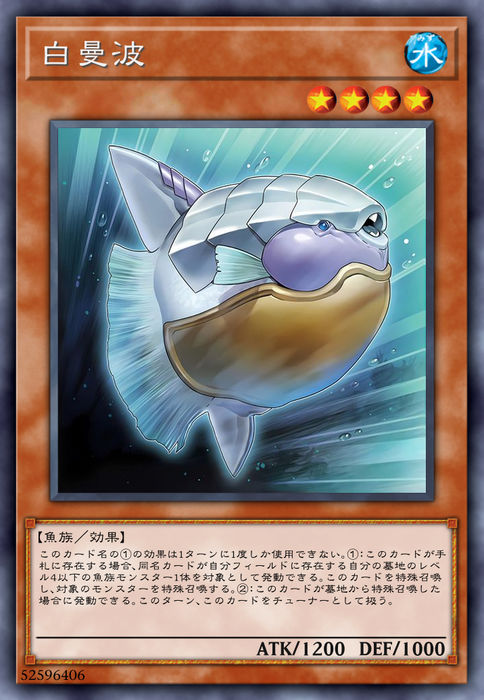 白曼波
みず
水
【魚族／効果】
このカード名の①の効果は1ターンに1度しか使用できない。①：このカードが手
札に存在する場合、同名カードが自分フィールドに存在する自分の墓地のレベ
ル4以下の魚族モンスター1体を対象として発動できる。このカードを特殊召喚
し、対象のモンスターを特殊召喚する。②：このカードが墓地から特殊召喚した
場合に発動できる。このターン、このカードをチューナーとして扱う。
ATK/1200 DEF/1000
52596406